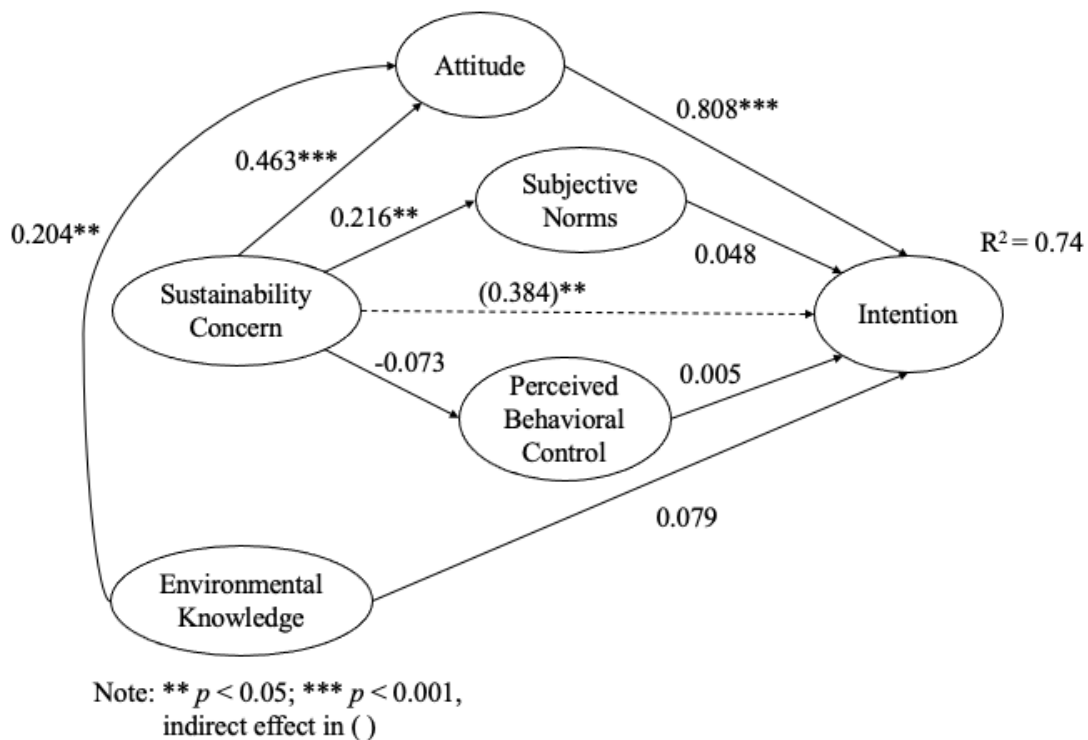 Attitude
0.808***
0.463***
Subjective
Norms
0.216**
0.204**
0.048
R² = 0.74
Sustainability
Concern
(0.384)**
Intention
-0.073
0.005
Perceived
Behavioral
Control
0.079
Environmental
Knowledge
Note: ** p < 0.05; *** p < 0.001,
indirect effect in ( )